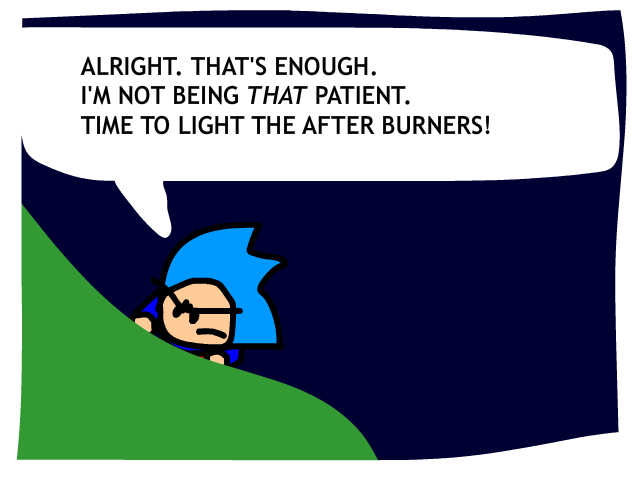 ALRIGHT. THAT'S ENOUGH.
I'M NOT BEING THAT PATIENT.
TIME TO LIGHT THE AFTER BURNERS!